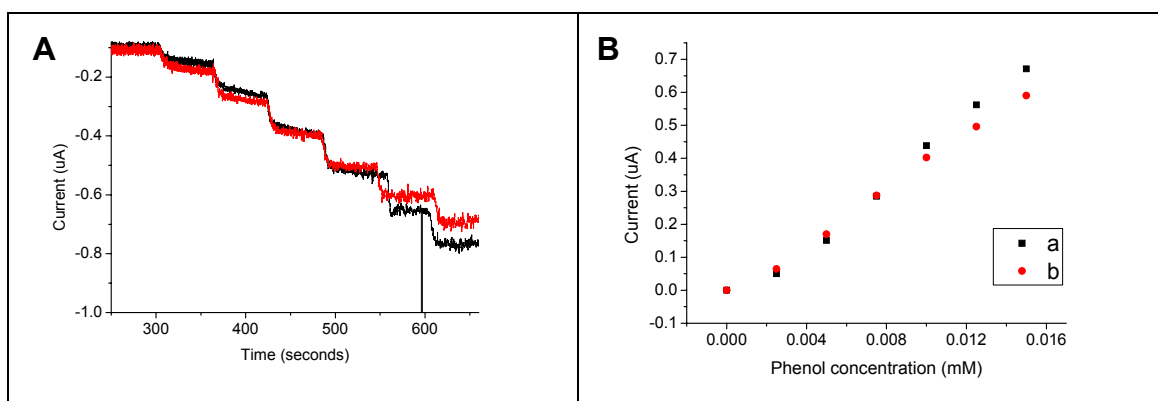 A
-0.2
-0.4
-0.6
-0.8
-1.0
300
400
500
600
Current (uA)
Time (seconds)
B
0.7
0.6
0.5
0.4
0.3
0.2
0.1
0.0
-0.1
0.000
0.004
0.008
0.012
0.016
Current (uA)
Phenol concentration (mM)
a
b